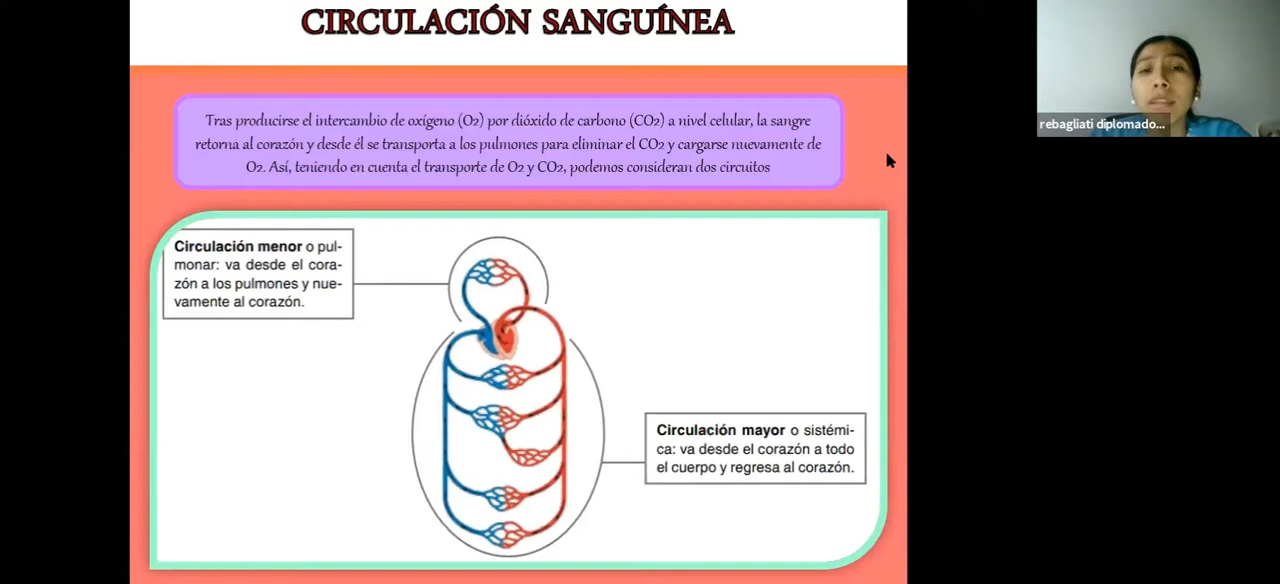 CIRCULACIÓN SANGUÍNEA
Tras producirse el intercambio de oxígeno (O2) por dióxido de carbono (CO2) a nivel celular, la sangre
retorna al corazón y desde él se transporta a los pulmones para eliminar el CO2 y cargarse nuevamente de
O2. Así, teniendo en cuenta el transporte de O2 y CO2, podemos consideran dos circuitos
Circulación menor o pul-
monar: va desde el cora-
zón a los pulmones y nue-
vamente al corazón.
Circulación mayor o sistémi-
ca: va desde el corazón a todo
el cuerpo y regresa al corazón.
rebagliati diplomado...